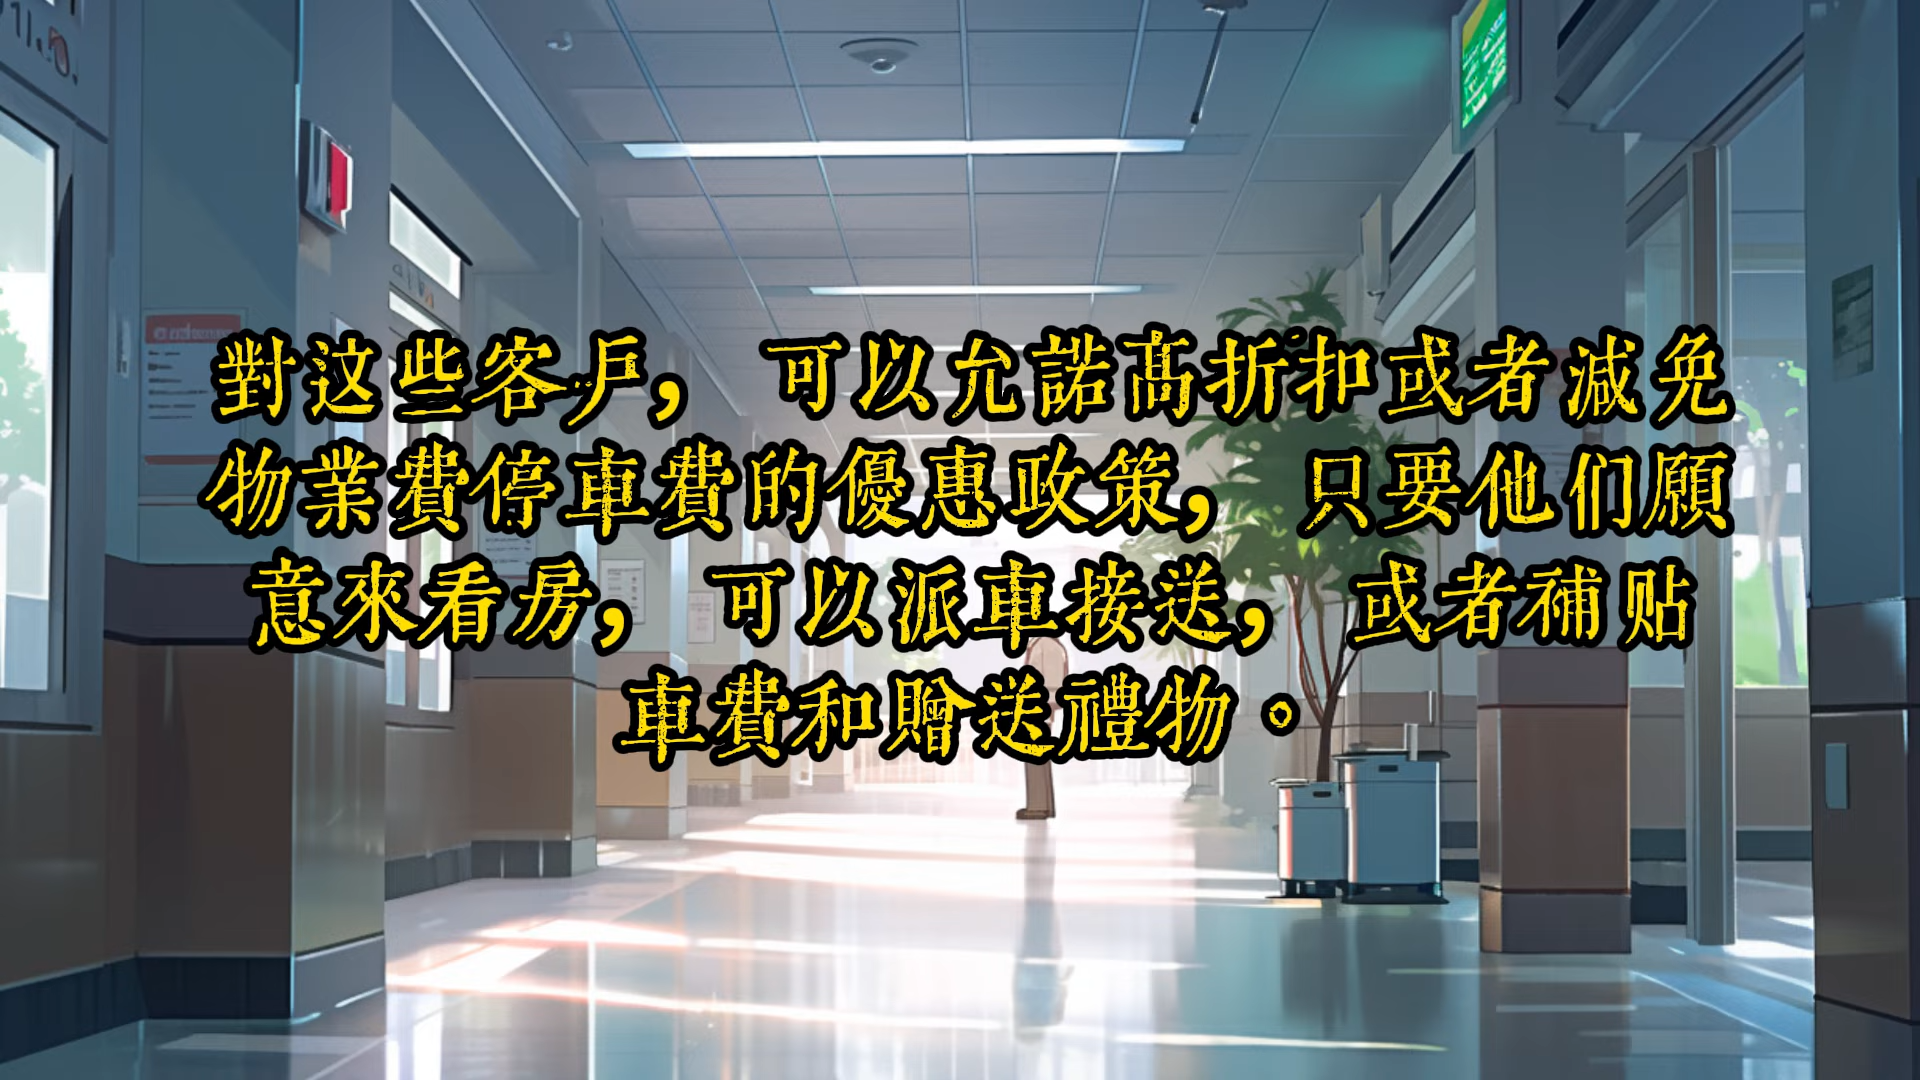 對这些客戶，可以允諾高折扣或者減免
物業費停車費的優惠政策，只要他们願
意來看房，可以派車接送，或者補贴
車費和贈送禮物。